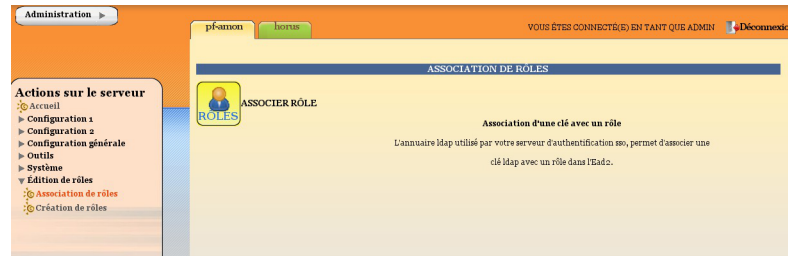 Administration
pf-amon
horus
VOUS ÊTES CONNECTÉ(E) EN TANT QUE ADMIN
Déconnexio
ASSOCIATION DE RÔLES
Actions sur le serveur
Accueil
Configuration 1
Configuration 2
Configuration générale
Outils
Système
Édition de rôles
Association de rôles
Création de rôles
ROLES
ASSOCIER RÔLE
Association d'une clé avec un rôle
L'annuaire ldap utilisé par votre serveur d'authentification sso, permet d'associer une
clé ldap avec un rôle dans l'Ead2.